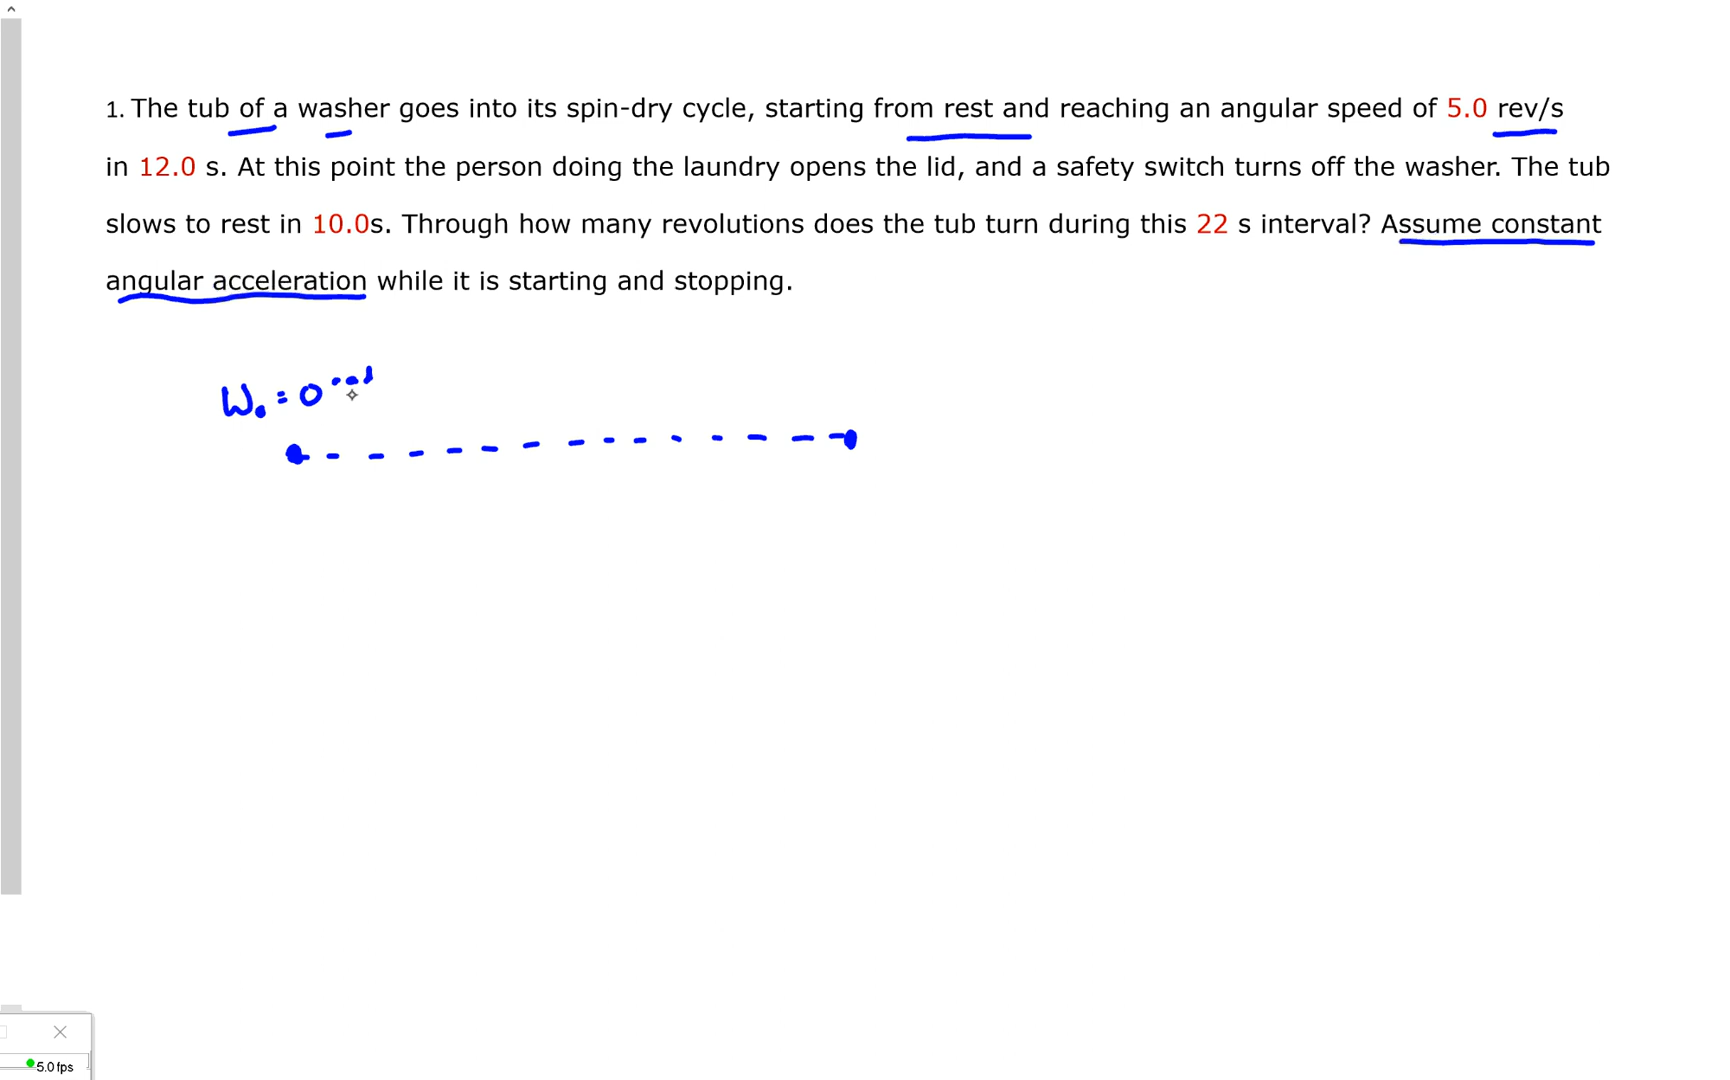 1. The tub of a washer goes into its spin-dry cycle, starting from rest and reaching an angular speed of 5.0 rev/s
in 12.0 s. At this point the person doing the laundry opens the lid, and a safety switch turns off the washer. The tub
slows to rest in 10.0s. Through how many revolutions does the tub turn during this 22 s interval? Assume constant
angular acceleration while it is starting and stopping.
W₀ = 0 rad
5.0 fps